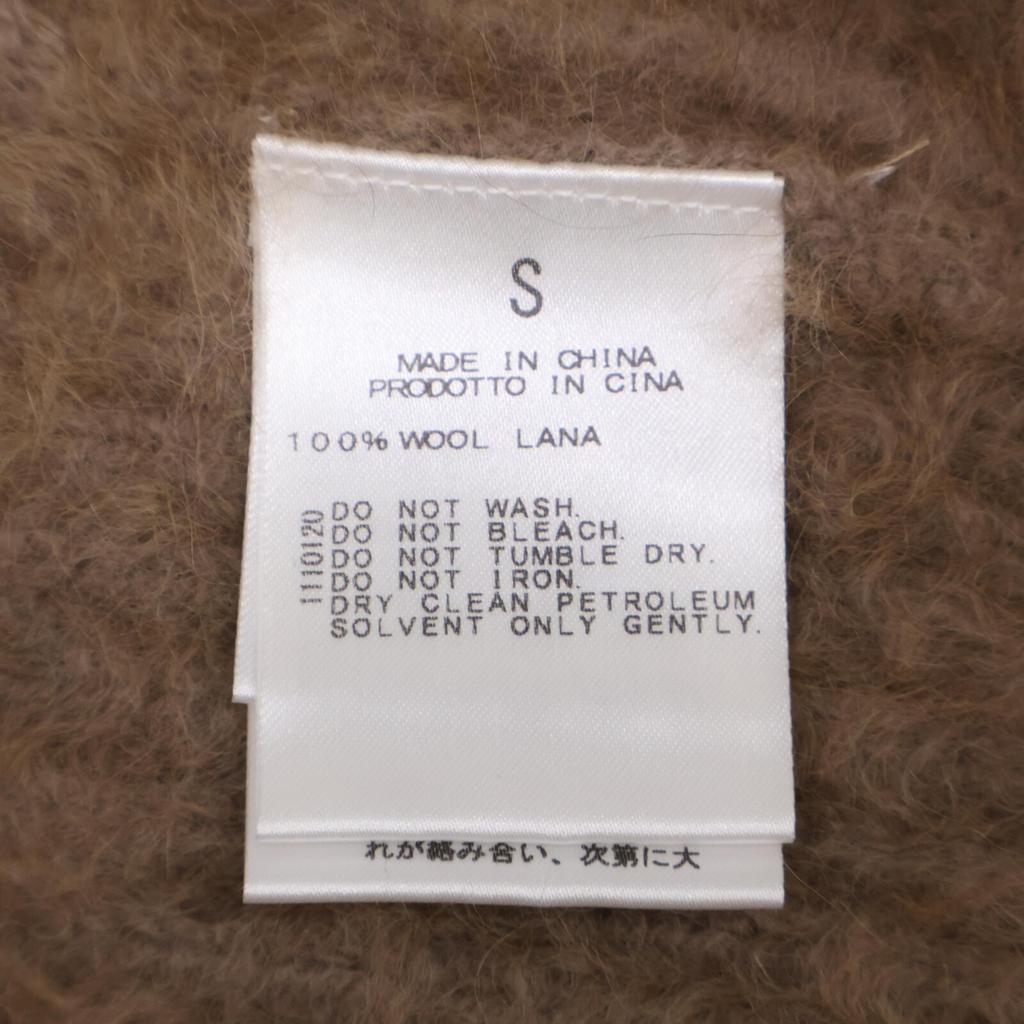 S
MADE IN CHINA
PRODOTTO IN CINA
100% WOOL LANA
1110120
DO NOT WASH.
DO NOT BLEACH.
DO NOT TUMBLE DRY.
DO NOT IRON.
DRY CLEAN PETROLEUM
SOLVENT ONLY GENTLY.
れが絡み合い、次第に大